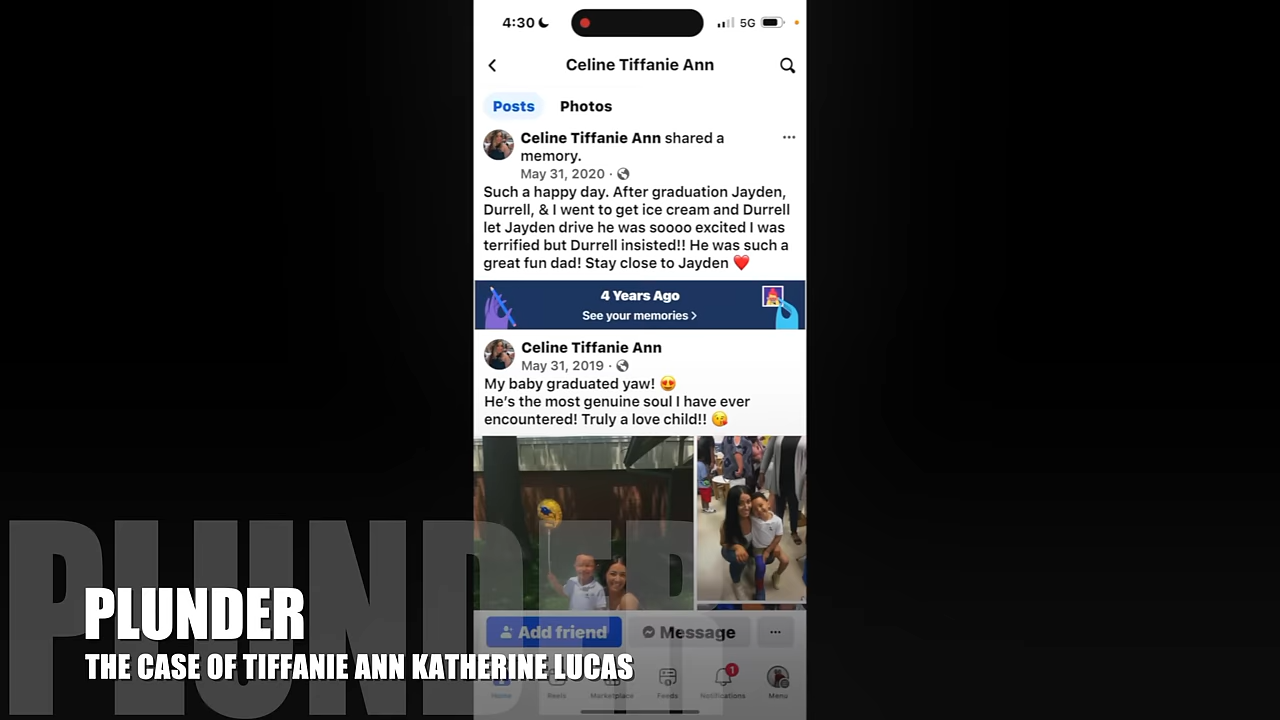 4:30
5G
Celine Tiffanie Ann
Posts
Photos
Celine Tiffanie Ann shared a
memory.
May 31, 2020 ·
Such a happy day. After graduation Jayden,
Durrell, & I went to get ice cream and Durrell
let Jayden drive he was soooo excited I was
terrified but Durrell insisted!! He was such a
great fun dad! Stay close to Jayden ❤️
4 Years Ago
See your memories >
Celine Tiffanie Ann
May 31, 2019 ·
My baby graduated yaw! 😍
He's the most genuine soul I have ever
encountered! Truly a love child!! 😘
PLUNDER
Add friend
Message
PLUNDER
THE CASE OF TIFFANIE ANN KATHERINE LUCAS
Home
Reels
Marketplace
Feeds
1
Notifications
Menu